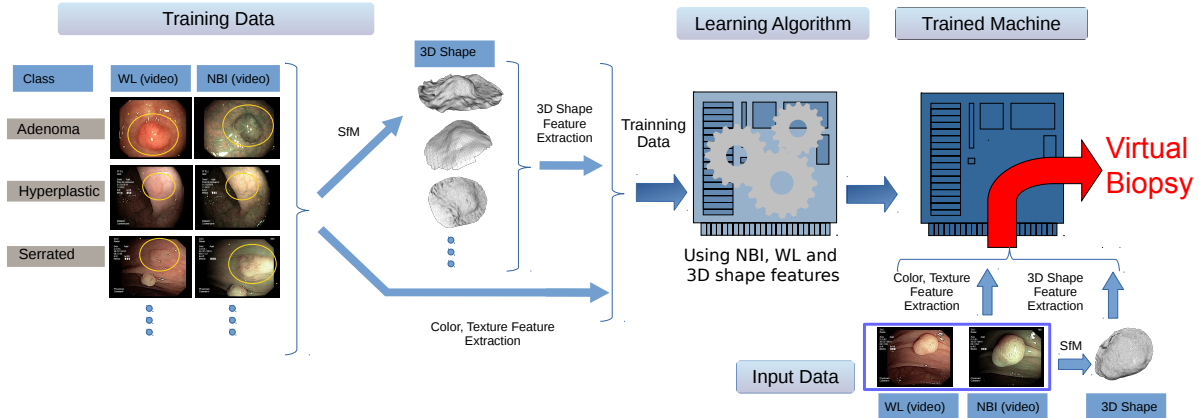 Training Data
Learning Algorithm
Trained Machine
Class
WL (video)
NBI (video)
3D Shape
Adenoma
Hyperplastic
Serrated
SfM
3D Shape
Feature
Extraction
Color, Texture Feature
Extraction
Trainning
Data
Using NBI, WL and
3D shape features
Virtual
Biopsy
Color, Texture
Feature
Extraction
3D Shape
Feature
Extraction
Input Data
SfM
WL (video)
NBI (video)
3D Shape